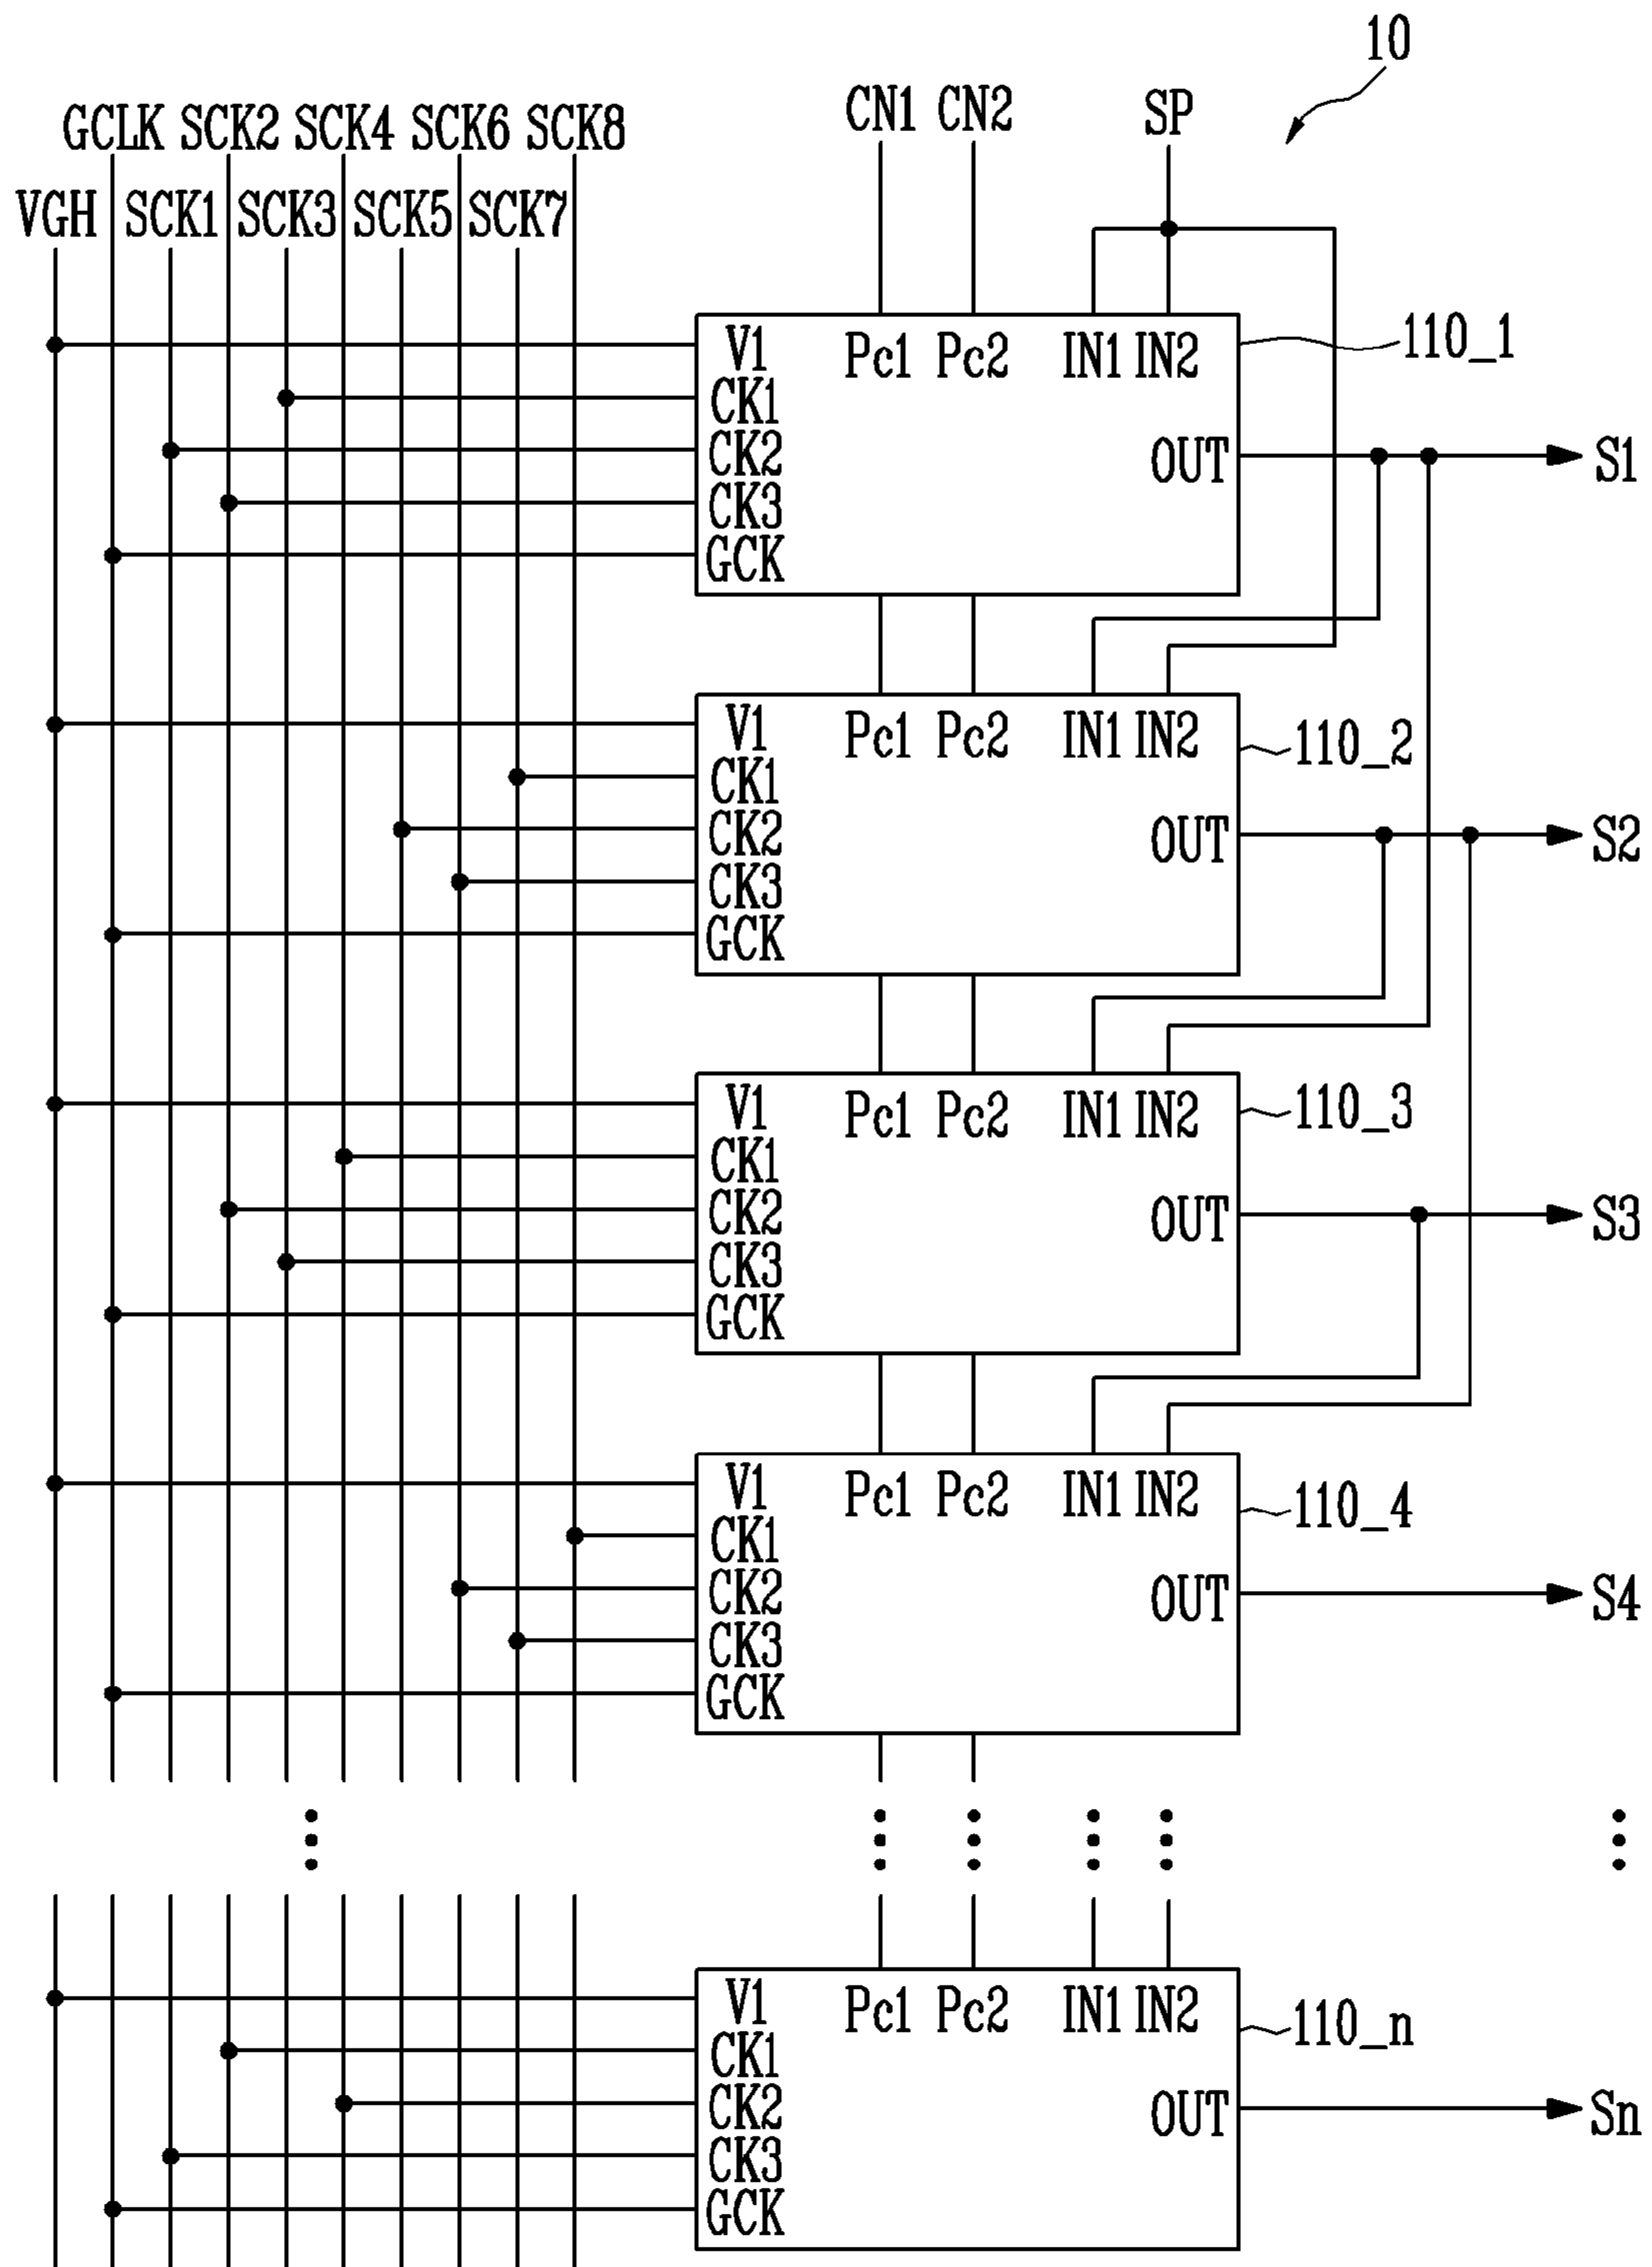 10
GCLK SCK2 SCK4 SCK6 SCK8
CN1 CN2 SP
VGH SCK1 SCK3 SCK5 SCK7
V1 Pc1 Pc2 IN1 IN2 110_1
CK1
CK2
OUT S1
CK3
GCK
V1 Pc1 Pc2 IN1 IN2 110_2
CK1
CK2
OUT S2
CK3
GCK
V1 Pc1 Pc2 IN1 IN2 110_3
CK1
CK2
OUT S3
CK3
GCK
V1 Pc1 Pc2 IN1 IN2 110_4
CK1
CK2
OUT S4
CK3
GCK
V1 Pc1 Pc2 IN1 IN2 110_n
CK1
CK2
OUT Sn
CK3
GCK